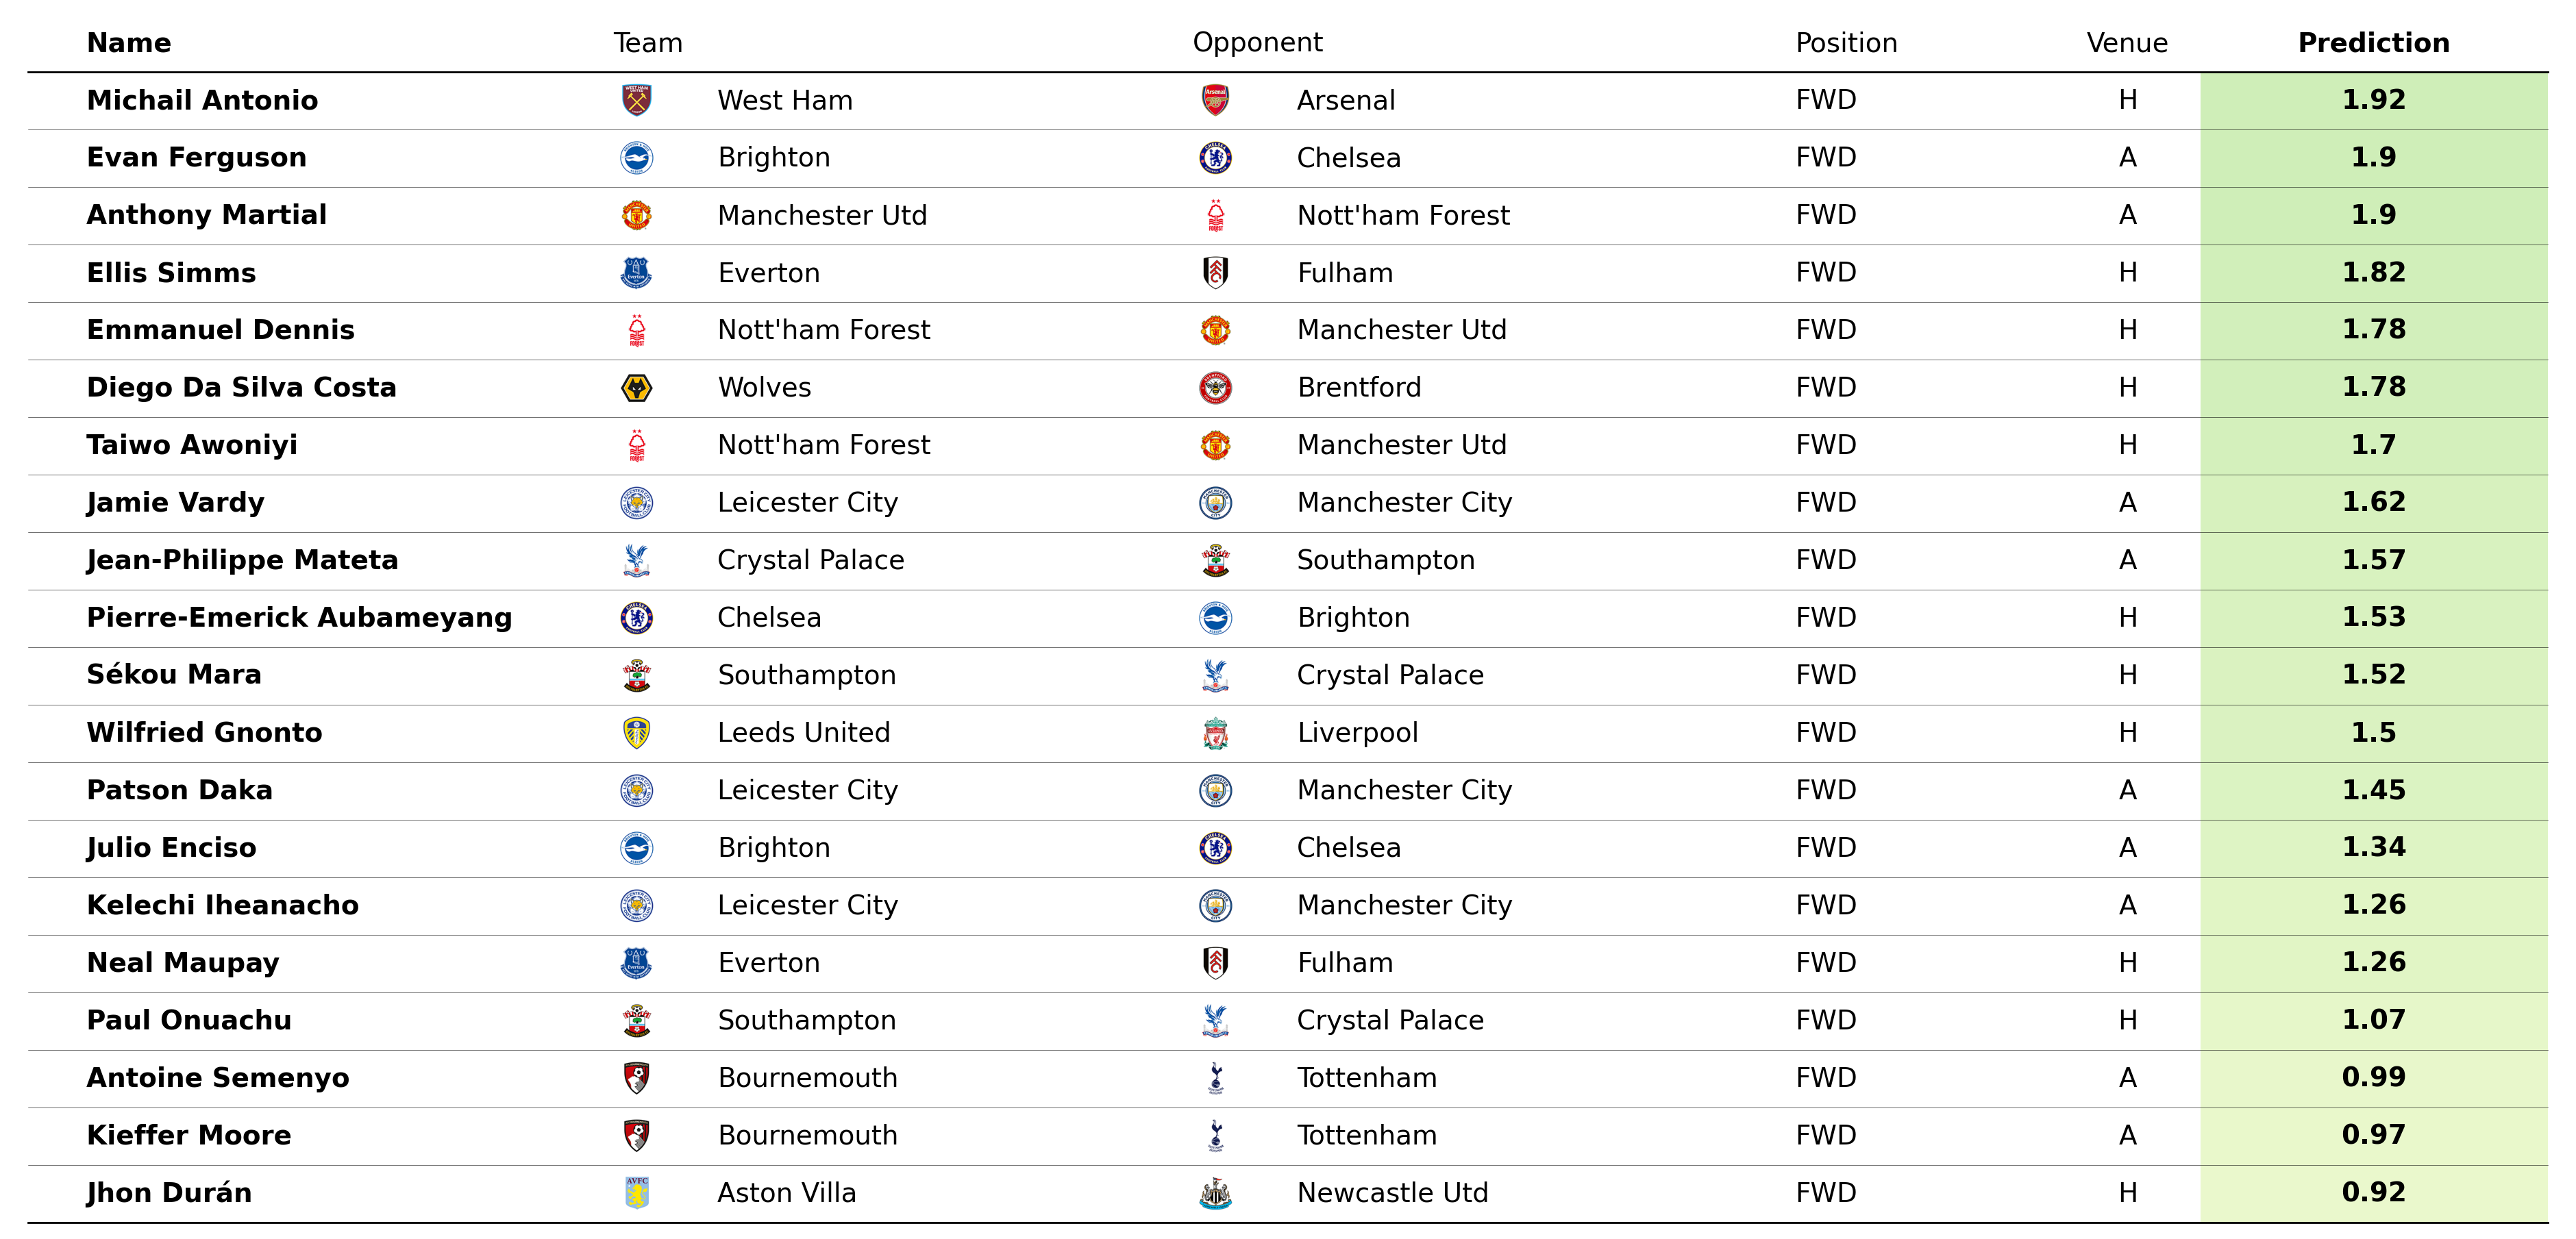 Name Team Opponent Position Venue Prediction
Michail Antonio West Ham Arsenal FWD H 1.92
Evan Ferguson Brighton Chelsea FWD A 1.9
Anthony Martial Manchester Utd Nott'ham Forest FWD A 1.9
Ellis Simms Everton Fulham FWD H 1.82
Emmanuel Dennis Nott'ham Forest Manchester Utd FWD H 1.78
Diego Da Silva Costa Wolves Brentford FWD H 1.78
Taiwo Awoniyi Nott'ham Forest Manchester Utd FWD H 1.7
Jamie Vardy Leicester City Manchester City FWD A 1.62
Jean-Philippe Mateta Crystal Palace Southampton FWD A 1.57
Pierre-Emerick Aubameyang Chelsea Brighton FWD H 1.53
Sékou Mara Southampton Crystal Palace FWD H 1.52
Wilfried Gnonto Leeds United Liverpool FWD H 1.5
Patson Daka Leicester City Manchester City FWD A 1.45
Julio Enciso Brighton Chelsea FWD A 1.34
Kelechi Iheanacho Leicester City Manchester City FWD A 1.26
Neal Maupay Everton Fulham FWD H 1.26
Paul Onuachu Southampton Crystal Palace FWD H 1.07
Antoine Semenyo Bournemouth Tottenham FWD A 0.99
Kieffer Moore Bournemouth Tottenham FWD A 0.97
Jhon Durán Aston Villa Newcastle Utd FWD H 0.92